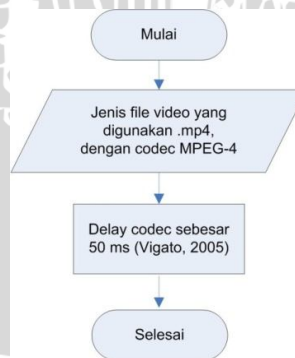 Mulai
Jenis file video yang
digunakan .mp4,
dengan codec MPEG-4
Delay codec sebesar
50 ms (Vigato, 2005)
Selesai